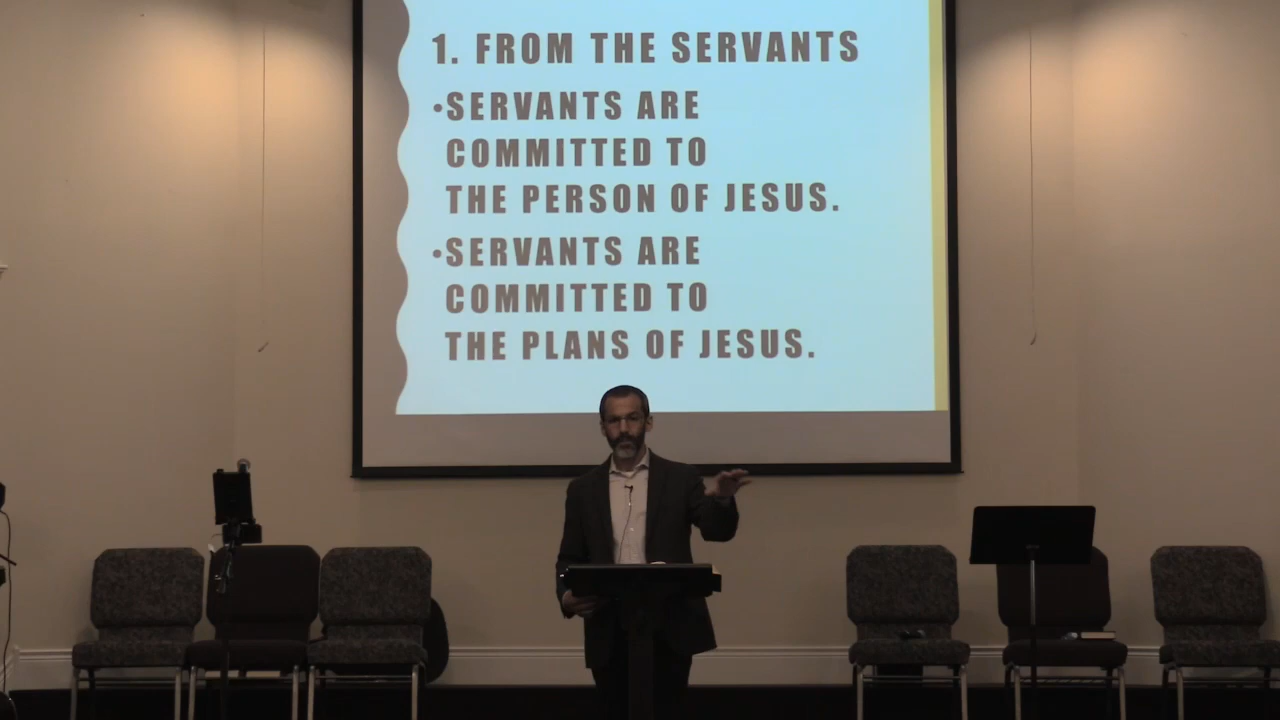 1. FROM THE SERVANTS
•SERVANTS ARE
COMMITTED TO
THE PERSON OF JESUS.
•SERVANTS ARE
COMMITTED TO
THE PLANS OF JESUS.